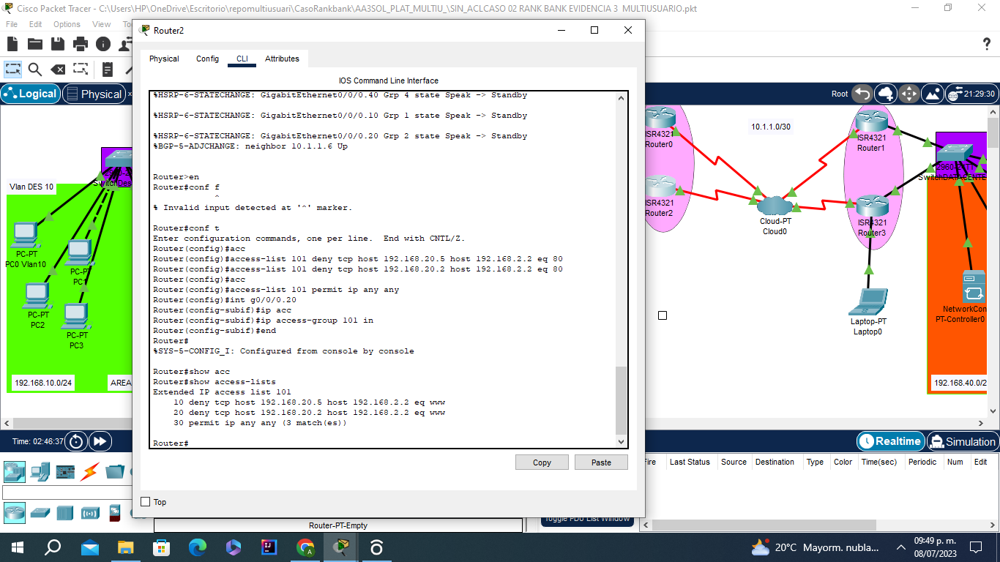 Cisco Packet Tracer - C:\Users\HP\OneDrive\Escritorio\repomultiusuari\CasoRankbank\AA3SOL_PLAT_MULTIU_\SIN_ACLCASO 02 RANK BANK EVIDENCIA 3  MULTIUSUARIO.pkt
File Edit Options View To
Router2
Physical Config CLI Attributes
IOS Command Line Interface
%HSRP-6-STATECHANGE: GigabitEthernet0/0/0.40 Grp 4 state Speak -> Standby
%HSRP-6-STATECHANGE: GigabitEthernet0/0/0.10 Grp 1 state Speak -> Standby
%HSRP-6-STATECHANGE: GigabitEthernet0/0/0.20 Grp 2 state Speak -> Standby
%BGP-5-ADJCHANGE: neighbor 10.1.1.6 Up
Router>en
Router#conf f
^
% Invalid input detected at '^' marker.
Router#conf t
Enter configuration commands, one per line.  End with CNTL/Z.
Router(config)#acc
Router(config)#access-list 101 deny tcp host 192.168.20.5 host 192.168.2.2 eq 80
Router(config)#access-list 101 deny tcp host 192.168.20.2 host 192.168.2.2 eq 80
Router(config)#acc
Router(config)#access-list 101 permit ip any any
Router(config)#int g0/0/0.20
Router(config-subif)#ip acc
Router(config-subif)#ip access-group 101 in
Router(config-subif)#end
Router#
%SYS-5-CONFIG_I: Configured from console by console
Router#show acc
Router#show access-lists
Extended IP access list 101
10 deny tcp host 192.168.20.5 host 192.168.2.2 eq www
20 deny tcp host 192.168.20.2 host 192.168.2.2 eq www
30 permit ip any any (3 match(es))
Router#
Copy Paste
Top
Logical Physical
Root 21:29:30
Vlan DES 10
SwitchDes
PC-PT
PC0 Vlan10
PC-PT
PC1
PC-PT
PC2
PC-PT
PC3
192.168.10.0/24 AREA
ISR4321
Router0
ISR4321
Router2
10.1.1.0/30
Cloud-PT
Cloud0
ISR4321
Router1
ISR4321
Router3
SwitchDATACENTE
Laptop-PT
Laptop0
NetworkCon
PT-Controller0
192.168.40.0/2
Time: 02:46:37
Realtime Simulation
Fire Last Status Source Destination Type Color Time(sec) Periodic Num Edit
Toggle PDU List Window
Router-PT-Empty
20°C Mayorm. nubla...
09:49 p. m.
08/07/2023